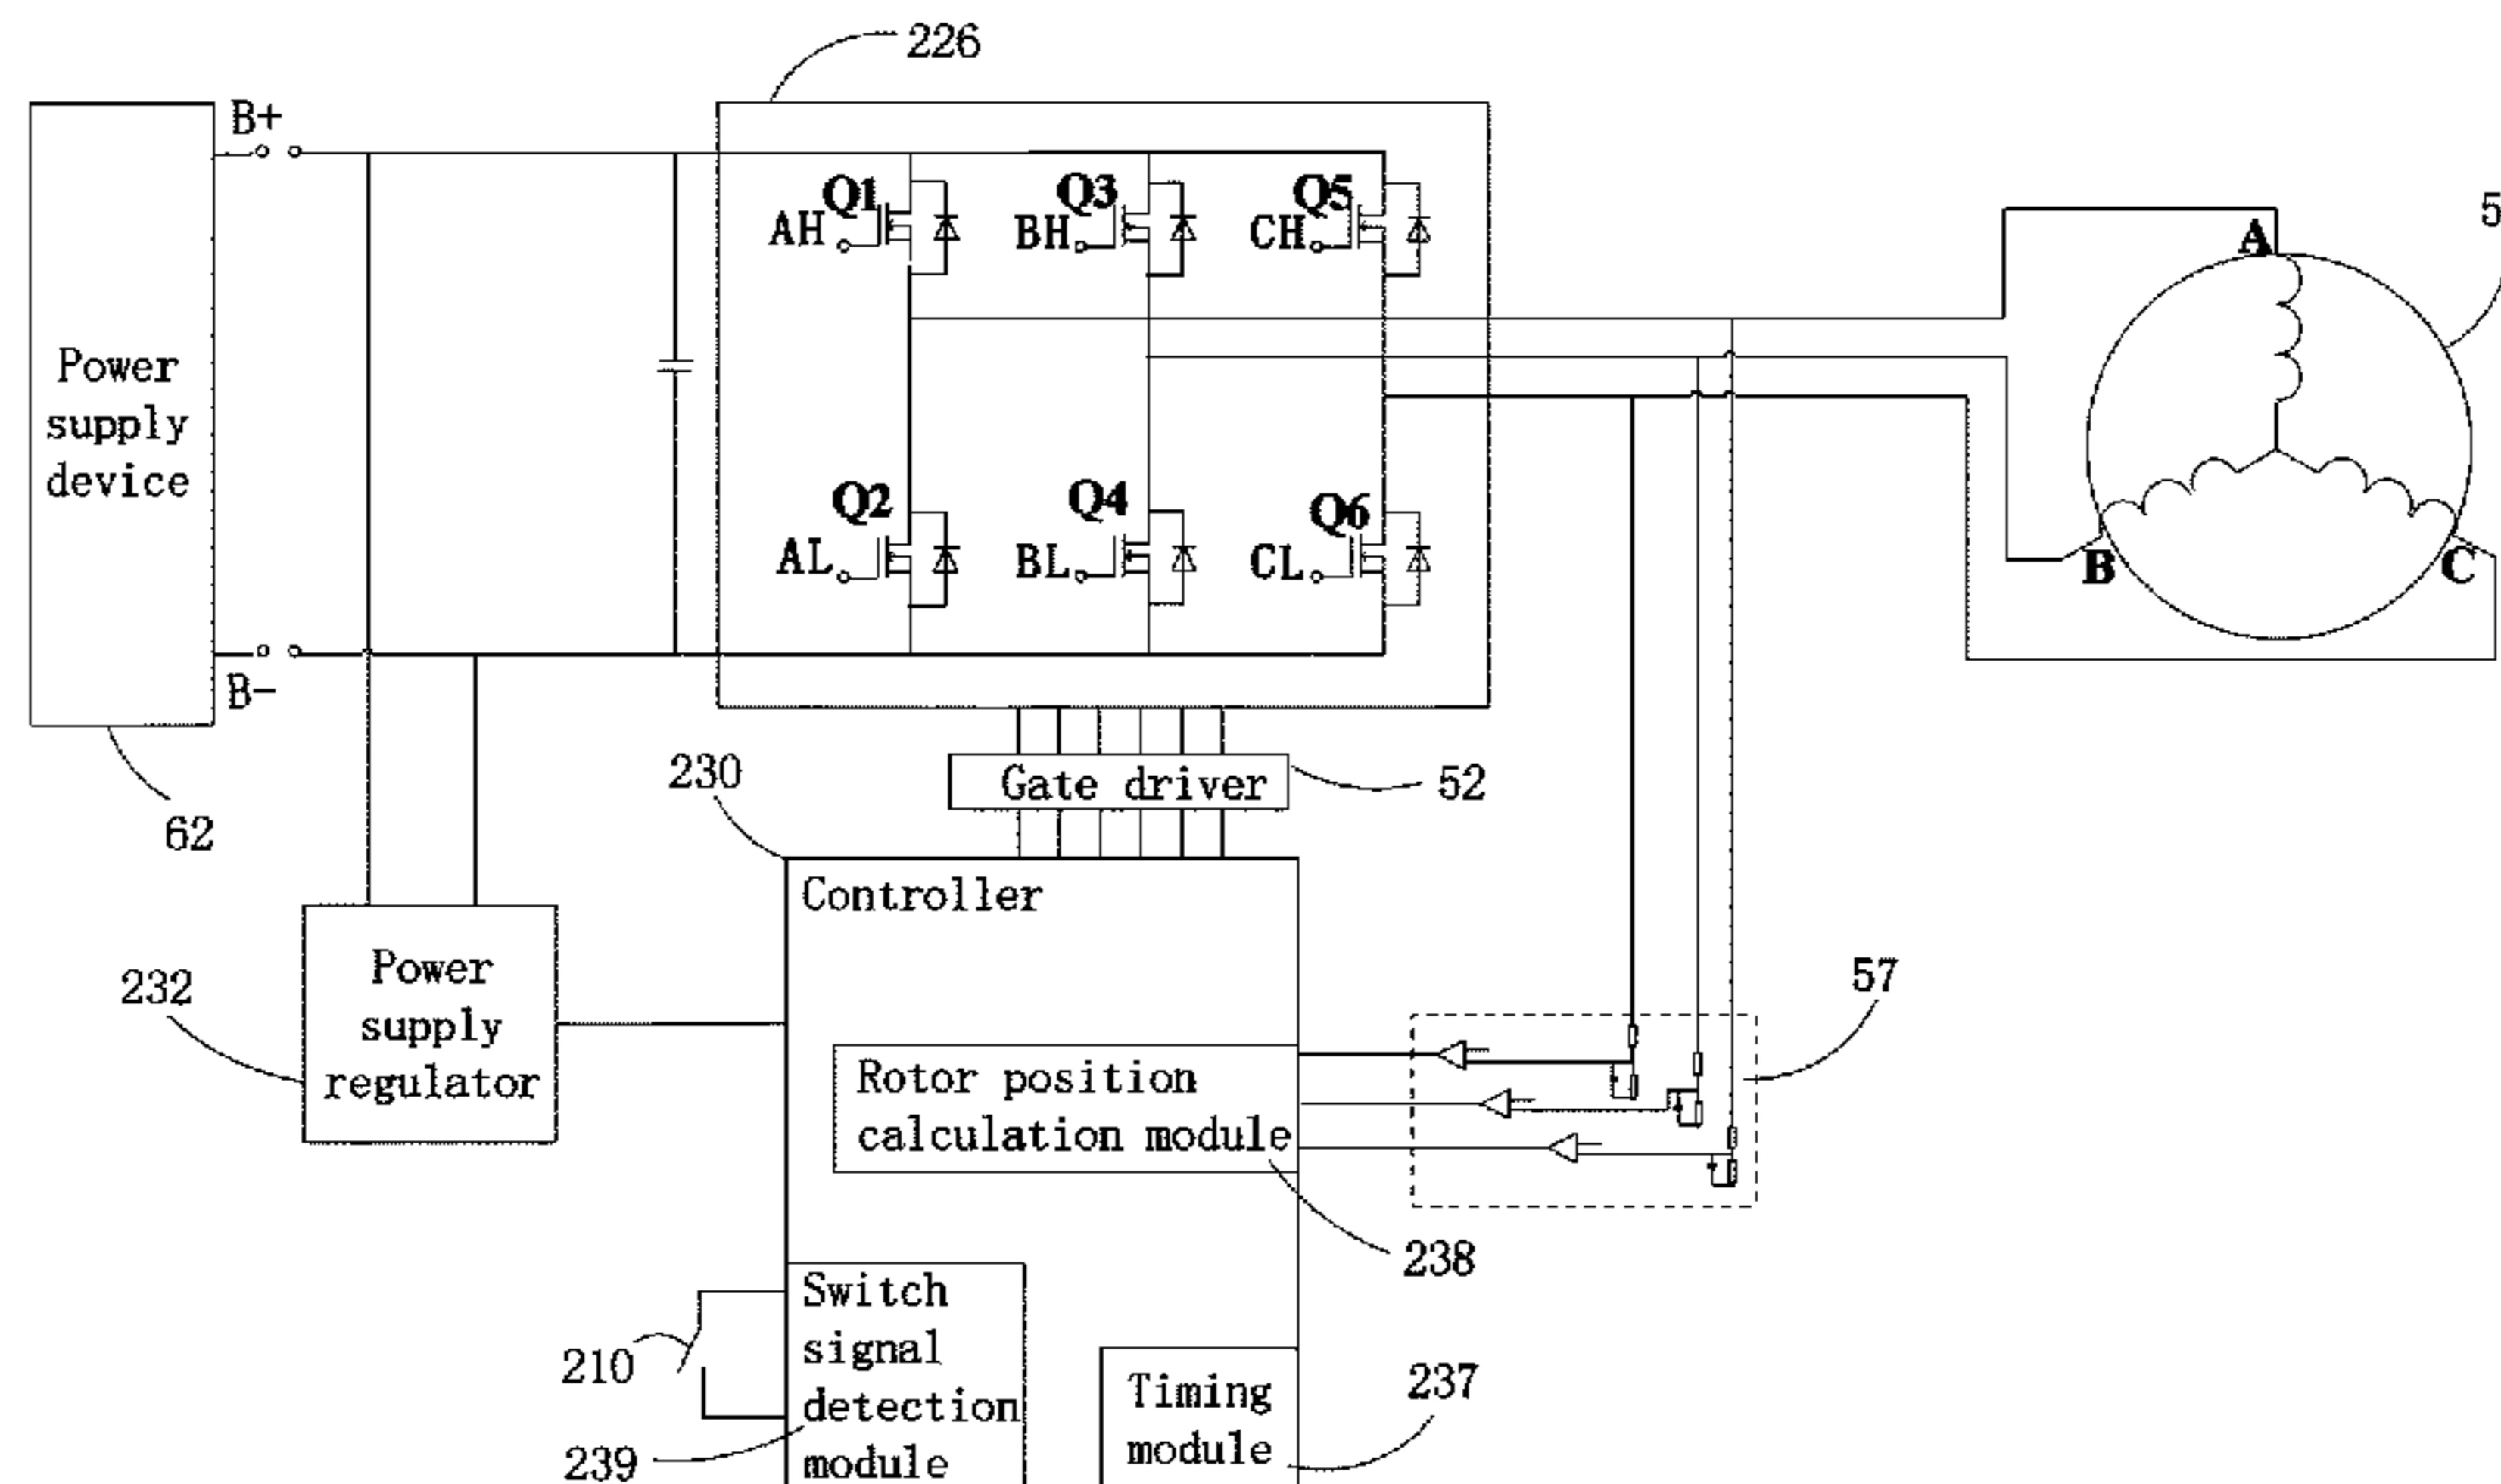 226
B+
Q1
Q3
Q5
AH
BH
CH
5
A
Power
supply
device
Q2
Q4
Q6
AL
BL
CL
B
C
B-
230
Gate driver
52
62
Controller
232
Power
supply
regulator
57
Rotor position
calculation module
238
Switch
signal
detection
module
210
239
Timing
module
237